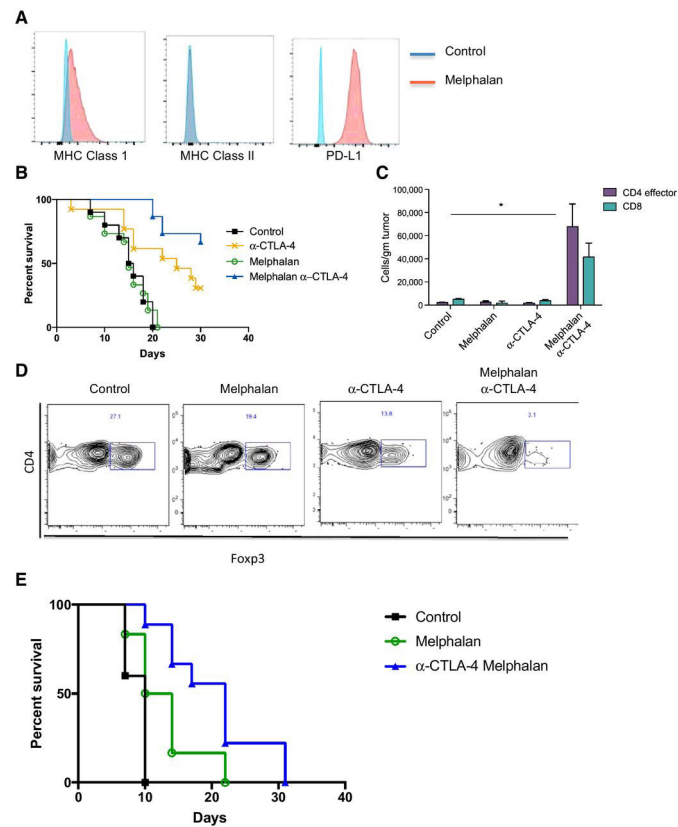 A
Control
Melphalan
MHC Class 1
MHC Class II
PD-L1
B
Percent survival
100
80
60
40
20
0
0
10
20
30
40
Days
Control
α-CTLA-4
Melphalan
Melphalan α-CTLA-4
C
Cells/gm tumor
100,000
80,000
60,000
40,000
20,000
0
*
CD4 effector
CD8
Control
Melphalan
α-CTLA-4
Melphalan
α-CTLA-4
D
Control
Melphalan
α-CTLA-4
Melphalan
α-CTLA-4
CD4
27.1
19.4
13.8
3.1
Foxp3
E
Percent survival
100
50
0
0
10
20
30
40
Days
Control
Melphalan
α-CTLA-4 Melphalan